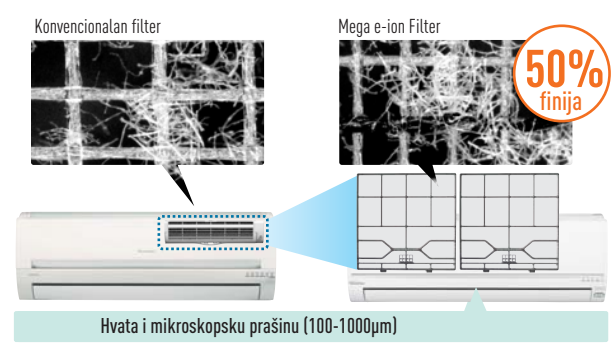 Konvencionalan filter
Mega e-ion Filter
50%
finija
Hvata i mikroskopsku prašinu (100-1000µm)